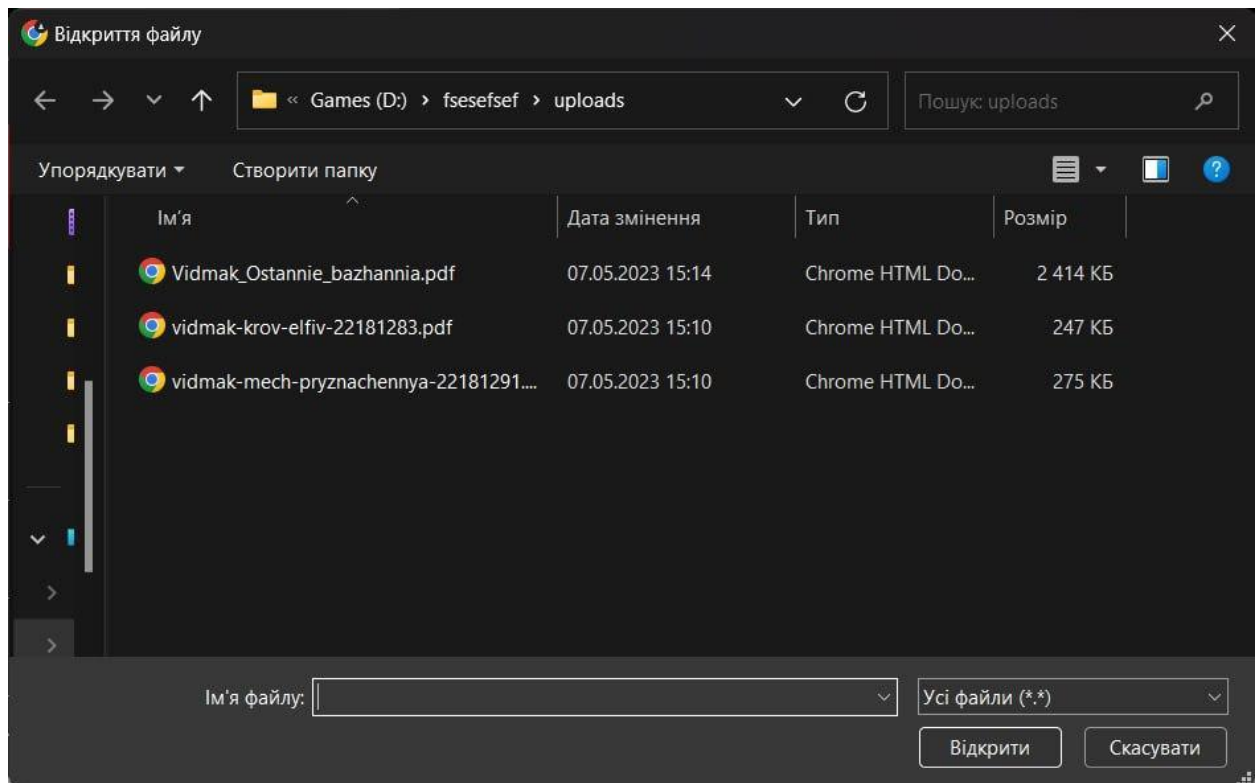 Відкриття файлу
« Games (D:) › fsesefsef › uploads
Пошук: uploads
Упорядкувати Створити папку
Ім'я Дата змінення Тип Розмір
Vidmak_Ostannie_bazhannia.pdf 07.05.2023 15:14 Chrome HTML Do... 2 414 КБ
vidmak-krov-elfiv-22181283.pdf 07.05.2023 15:10 Chrome HTML Do... 247 КБ
vidmak-mech-pryznachennya-22181291.... 07.05.2023 15:10 Chrome HTML Do... 275 КБ
Ім'я файлу: Усі файли (*.*)
Відкрити Скасувати